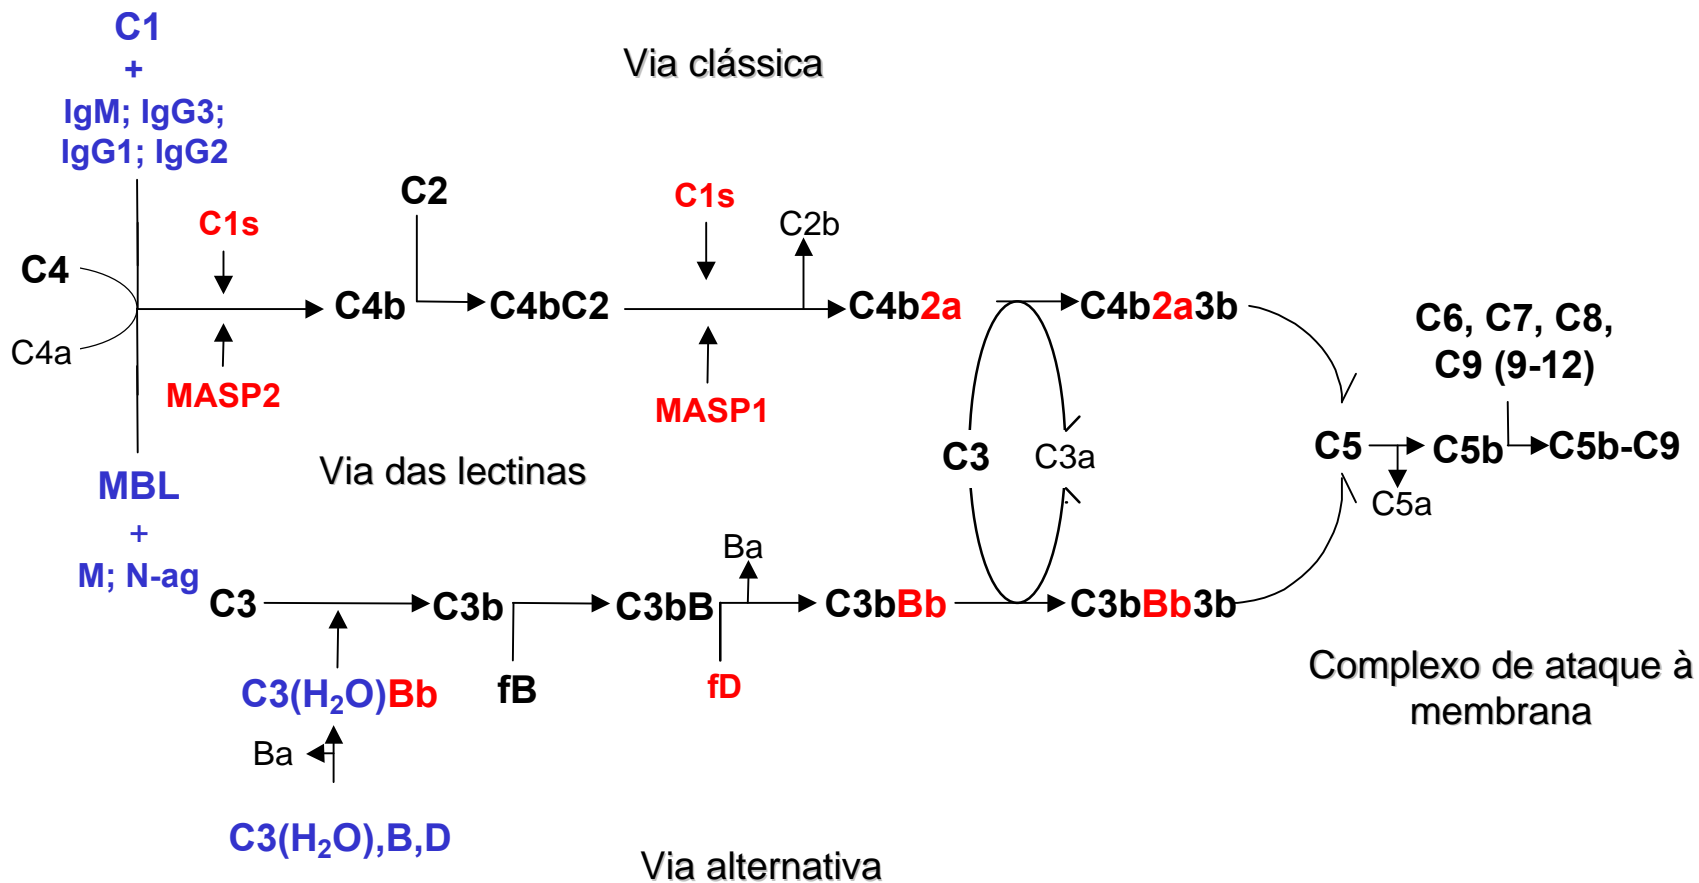 C1
+
IgM; IgG3;
IgG1; IgG2
Via clássica
C4
C4a
C1s
MASP2
C4b
C2
C4bC2
C1s
MASP1
C2b
C4b2a
C4b2a3b
C6, C7, C8,
C9 (9-12)
C3
C3a
C5
C5a
C5b
C5b-C9
MBL
+
M; N-ag
Via das lectinas
C3
C3b
C3bB
Ba
C3bBb
C3bBb3b
C3(H₂O)Bb
fB
fD
Ba
C3(H₂O),B,D
Via alternativa
Complexo de ataque à
membrana